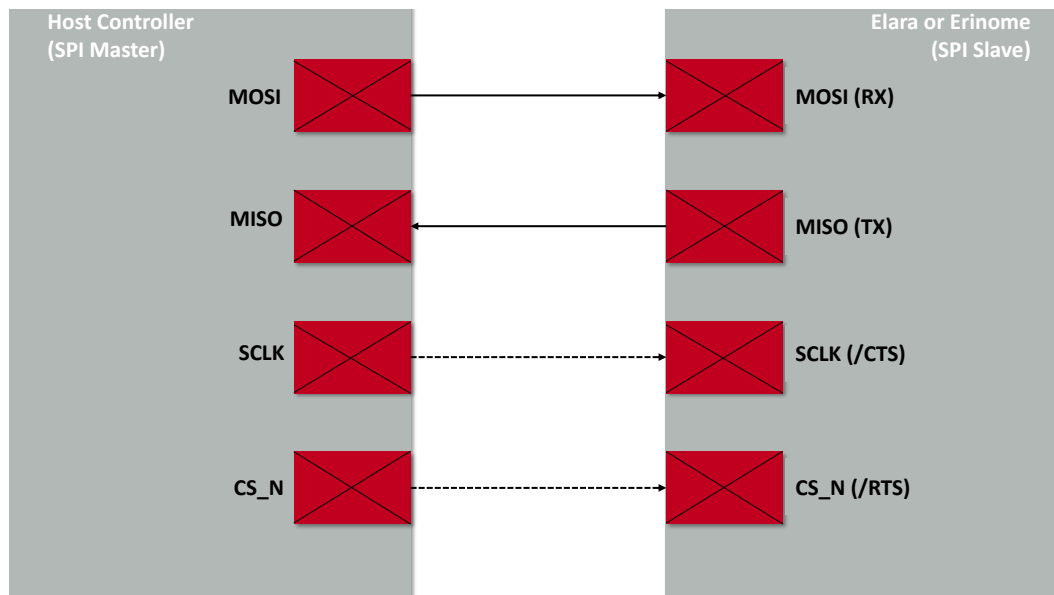 Host Controller
(SPI Master)
Elara or Erinome
(SPI Slave)
MOSI
MOSI (RX)
MISO
MISO (TX)
SCLK
SCLK (/CTS)
CS_N
CS_N (/RTS)